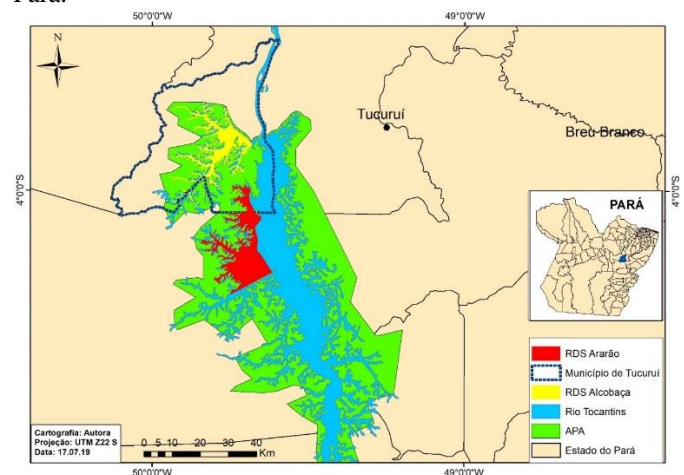 Pará.
50°0'0"W
49°0'0"W
N
Tucuruí
Breu Branco
4°0'0"S
4°0'0"S
PARÁ
RDS Ararão
Município de Tucuruí
RDS Alcobaça
Rio Tocantins
APA
Estado do Pará
Cartografia: Autora
Projeção: UTM Z22 S
Data: 17.07.19
0 5 10 20 30 40
Km
50°0'0"W
49°0'0"W